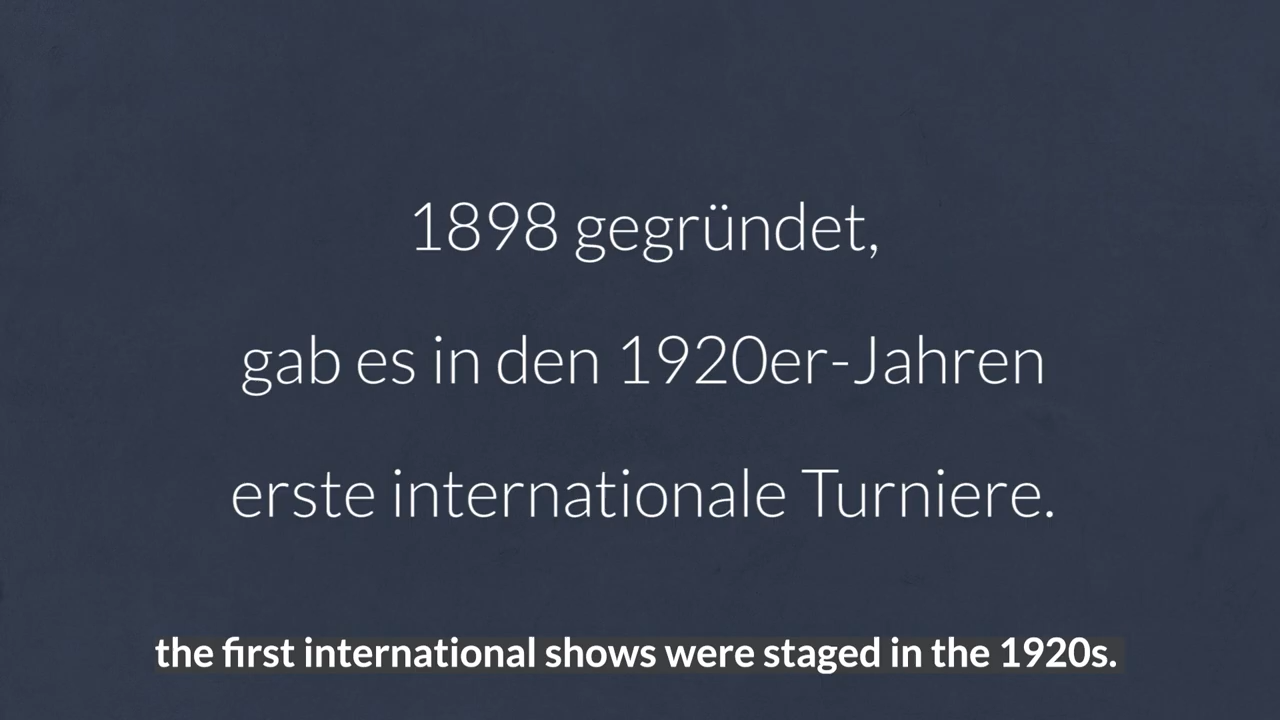 1898 gegründet,
gab es in den 1920er-Jahren
erste internationale Turniere.
the first international shows were staged in the 1920s.